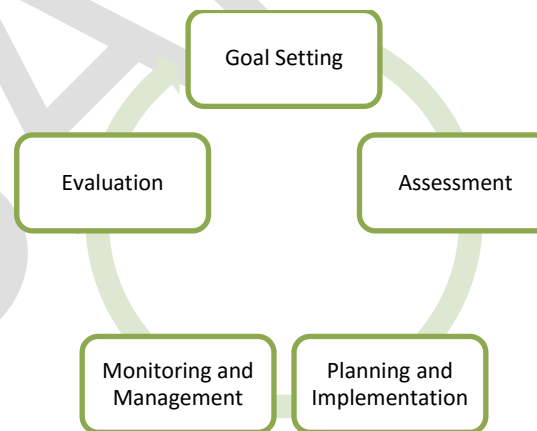 Goal Setting
Assessment
Planning and
Implementation
Monitoring and
Management
Evaluation